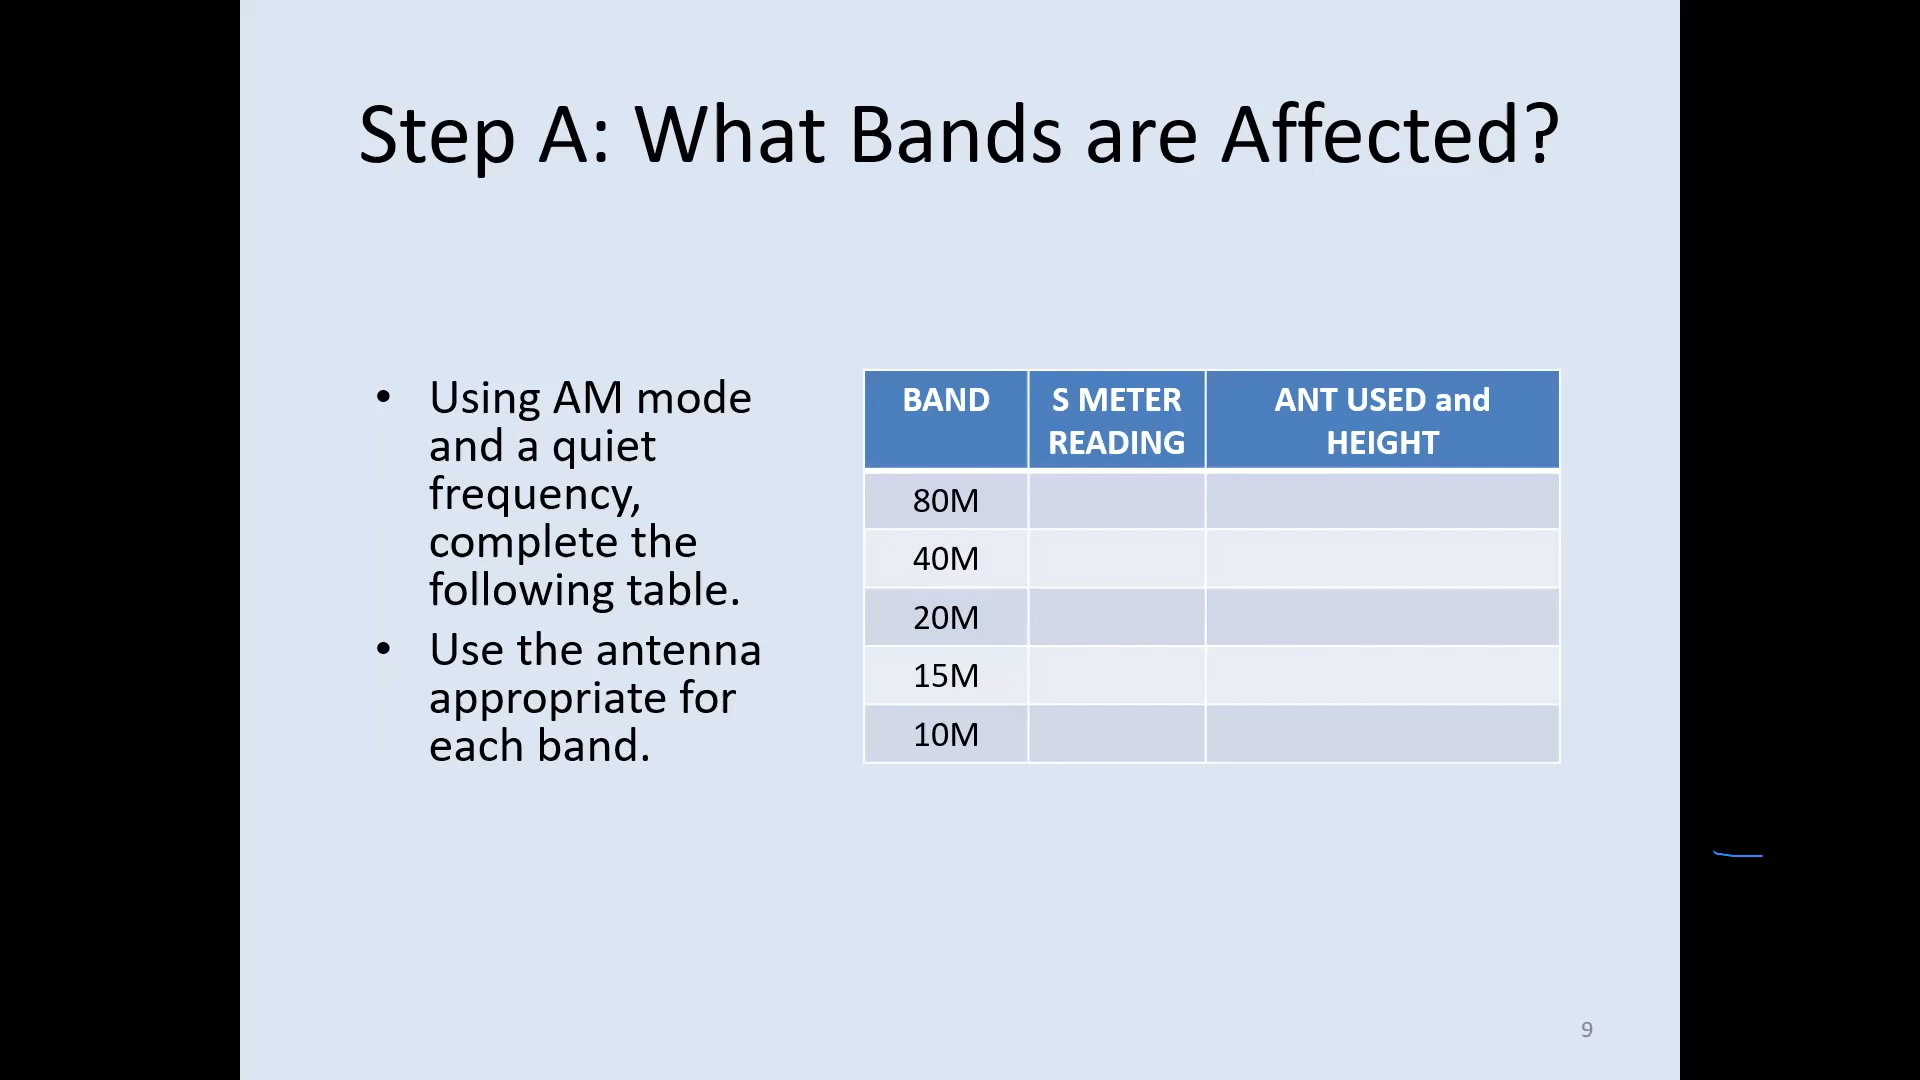 Step A: What Bands are Affected?
• Using AM mode
and a quiet
frequency,
complete the
following table.
• Use the antenna
appropriate for
each band.
BAND S METER READING ANT USED and HEIGHT
80M
40M
20M
15M
10M
9